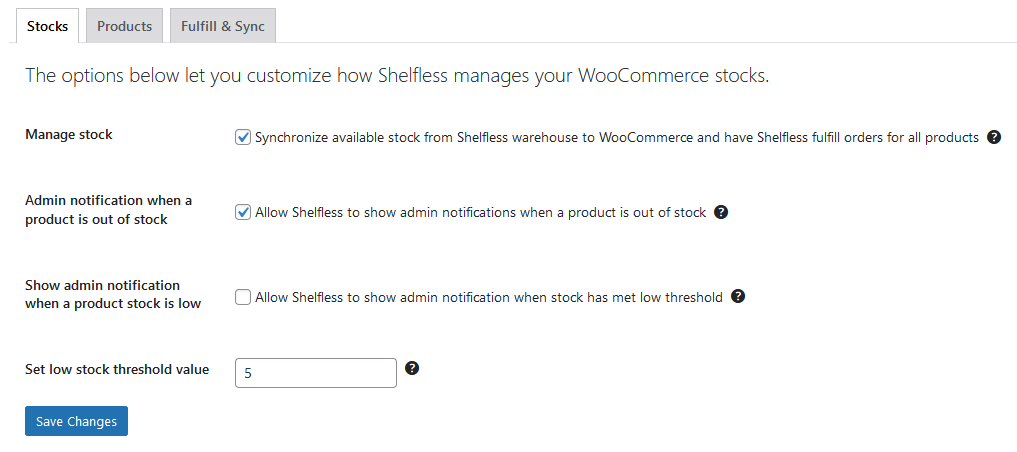 Stocks Products Fulfill & Sync
The options below let you customize how Shelfless manages your WooCommerce stocks.
Manage stock
Synchronize available stock from Shelfless warehouse to WooCommerce and have Shelfless fulfill orders for all products ?
Admin notification when a
product is out of stock
Allow Shelfless to show admin notifications when a product is out of stock ?
Show admin notification
when a product stock is low
Allow Shelfless to show admin notification when stock has met low threshold ?
Set low stock threshold value
5 ?
Save Changes